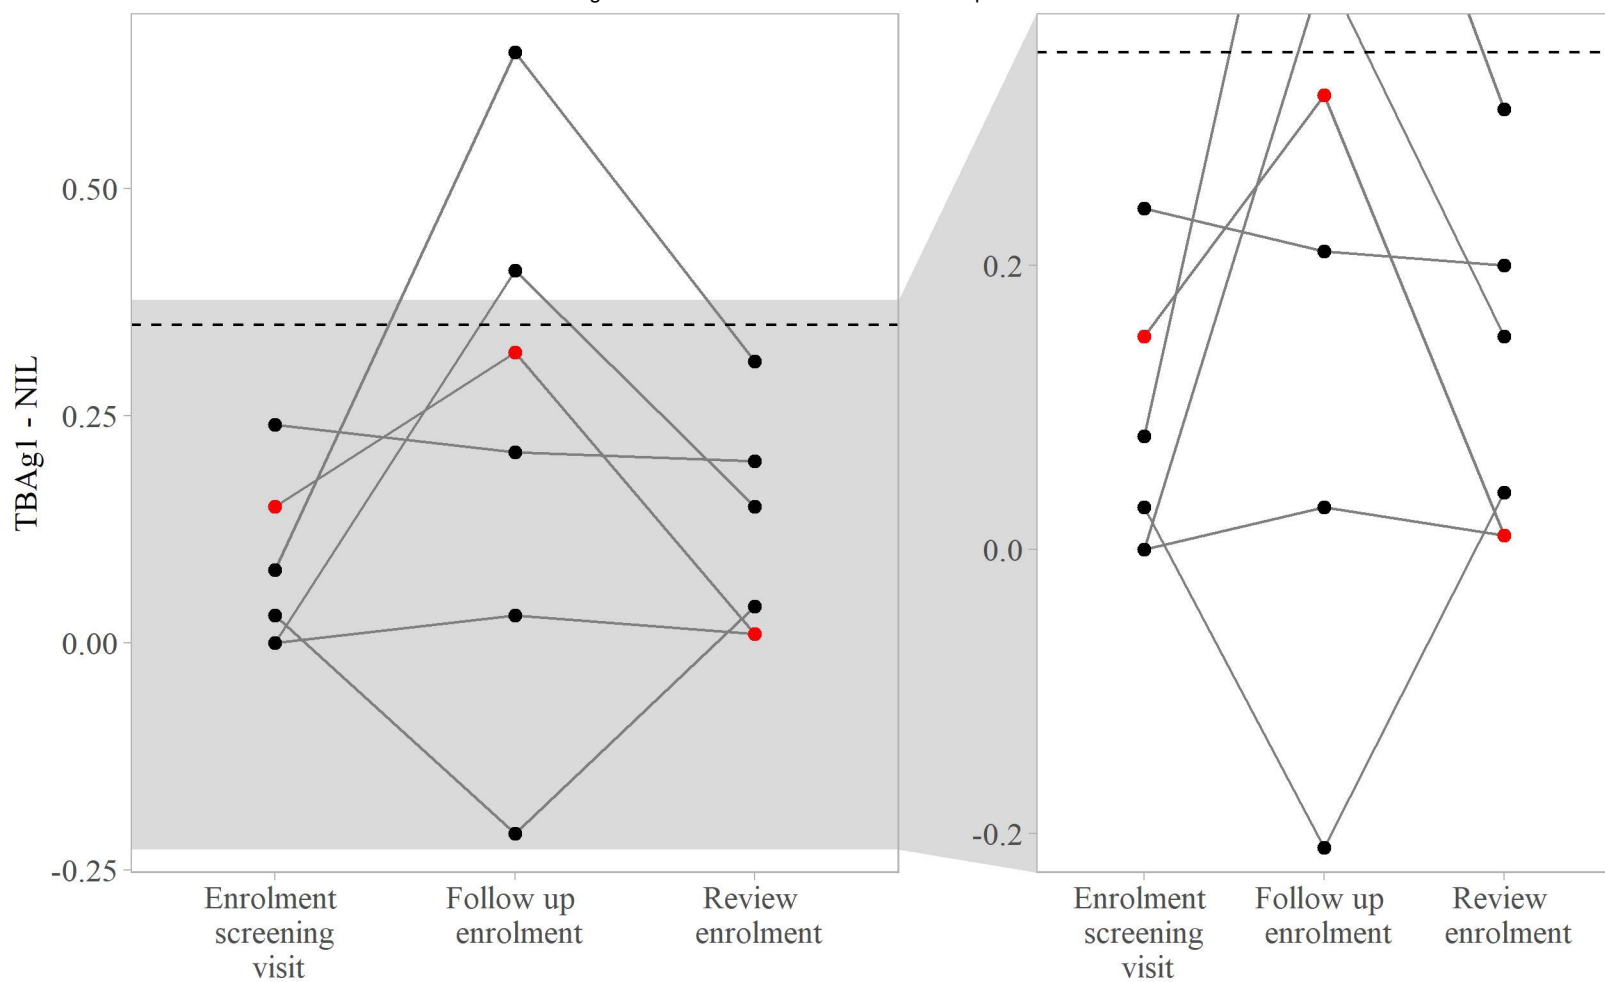 TBAg1 - NIL
0.50
0.25
0.00
-0.25
Enrolment
screening
visit
Follow up
enrolment
Review
enrolment
0.2
0.0
-0.2
Enrolment
screening
visit
Follow up
enrolment
Review
enrolment